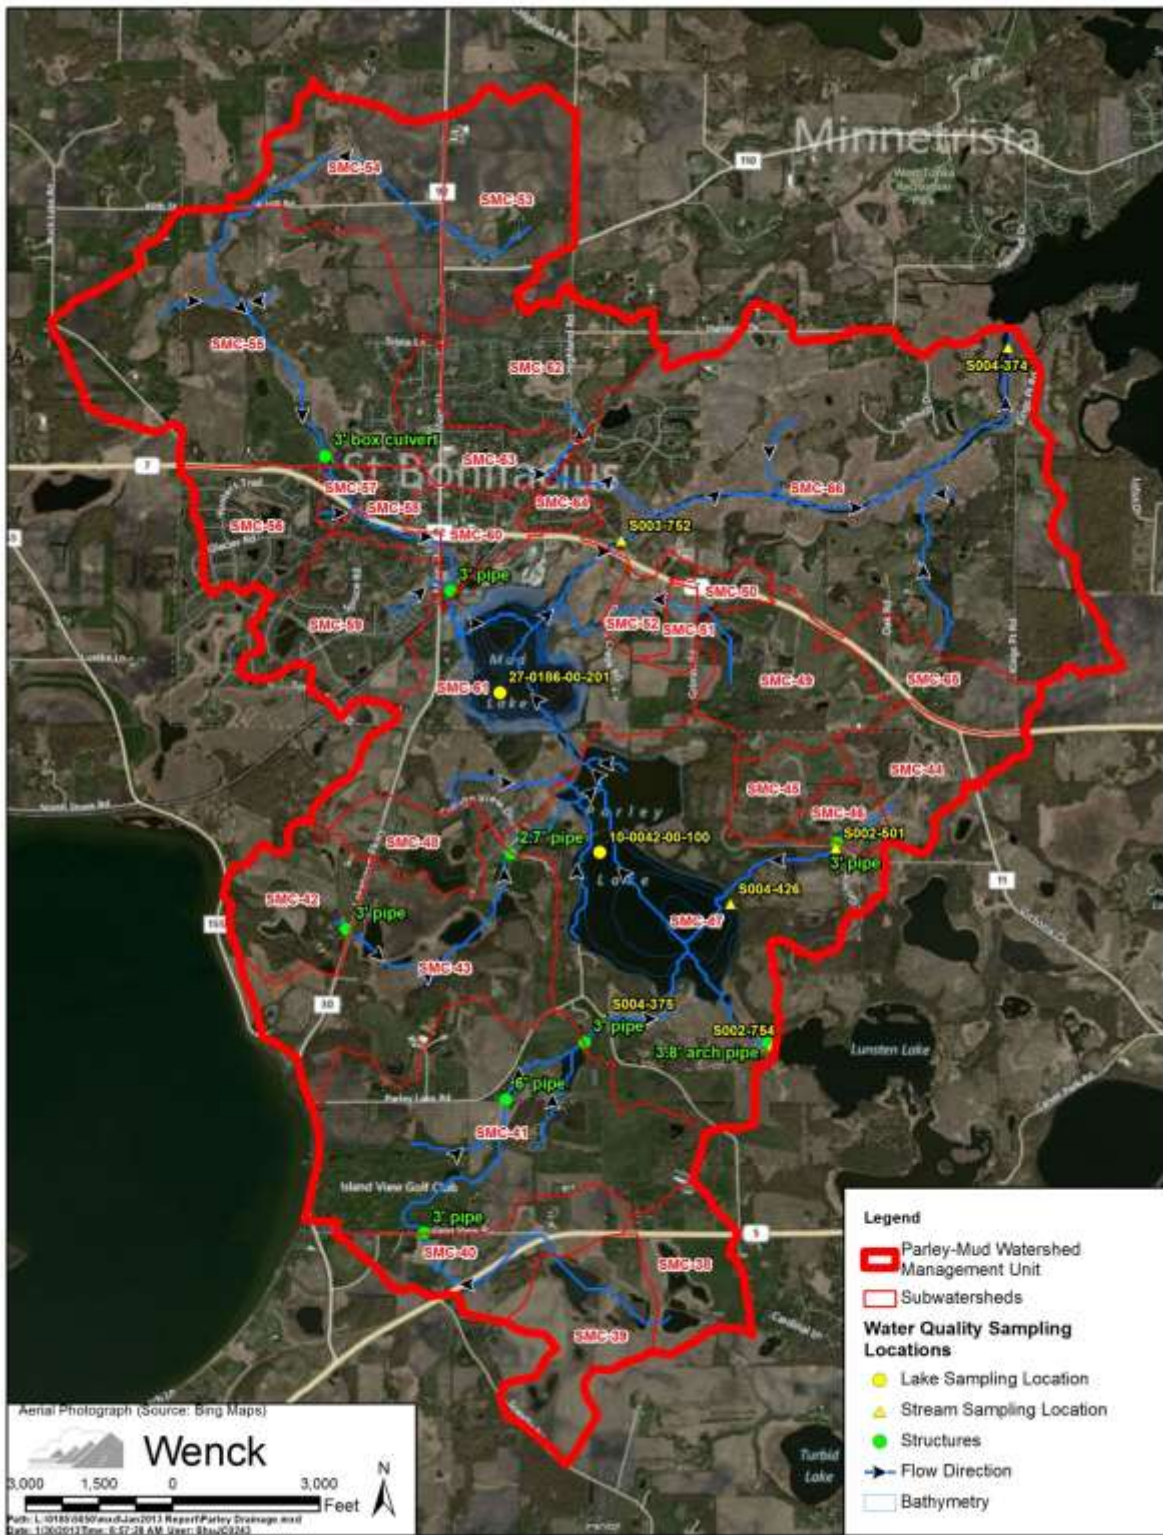 Minnetrista
110
SMC-54
SMC-53
SMC-55
SMC-62
S004-374
3' box culvert
St Bonifacius
SMC-63
7
SMC-57
SMC-64
SMC-66
SMC-58
SMC-56
SMC-60
S003-752
3' pipe
SMC-50
SMC-59
SMC-52
SMC-51
Mud
27-0186-00-201
SMC-61
Lake
SMC-49
SMC-65
SMC-44
SMC-45
Parley
SMC-46
SMC-48
2.7' pipe
10-0042-00-100
S002-501
3' pipe
11
Lake
S004-426
SMC-42
SMC-47
3' pipe
155
SMC-43
30
S004-375
3' pipe
S002-754
3.8' arch pipe
Lunsten Lake
6' pipe
Parley Lake Rd
SMC-41
Island View Golf Club
3' pipe
5
SMC-40
SMC-38
SMC-39
Cardinal Dr
Turbid
Lake
Legend
Parley-Mud Watershed
Management Unit
Subwatersheds
Water Quality Sampling
Locations
Lake Sampling Location
Stream Sampling Location
Structures
Flow Direction
Bathymetry
Aerial Photograph (Source: Bing Maps)
Wenck
N
3,000 1,500 0 3,000
Feet